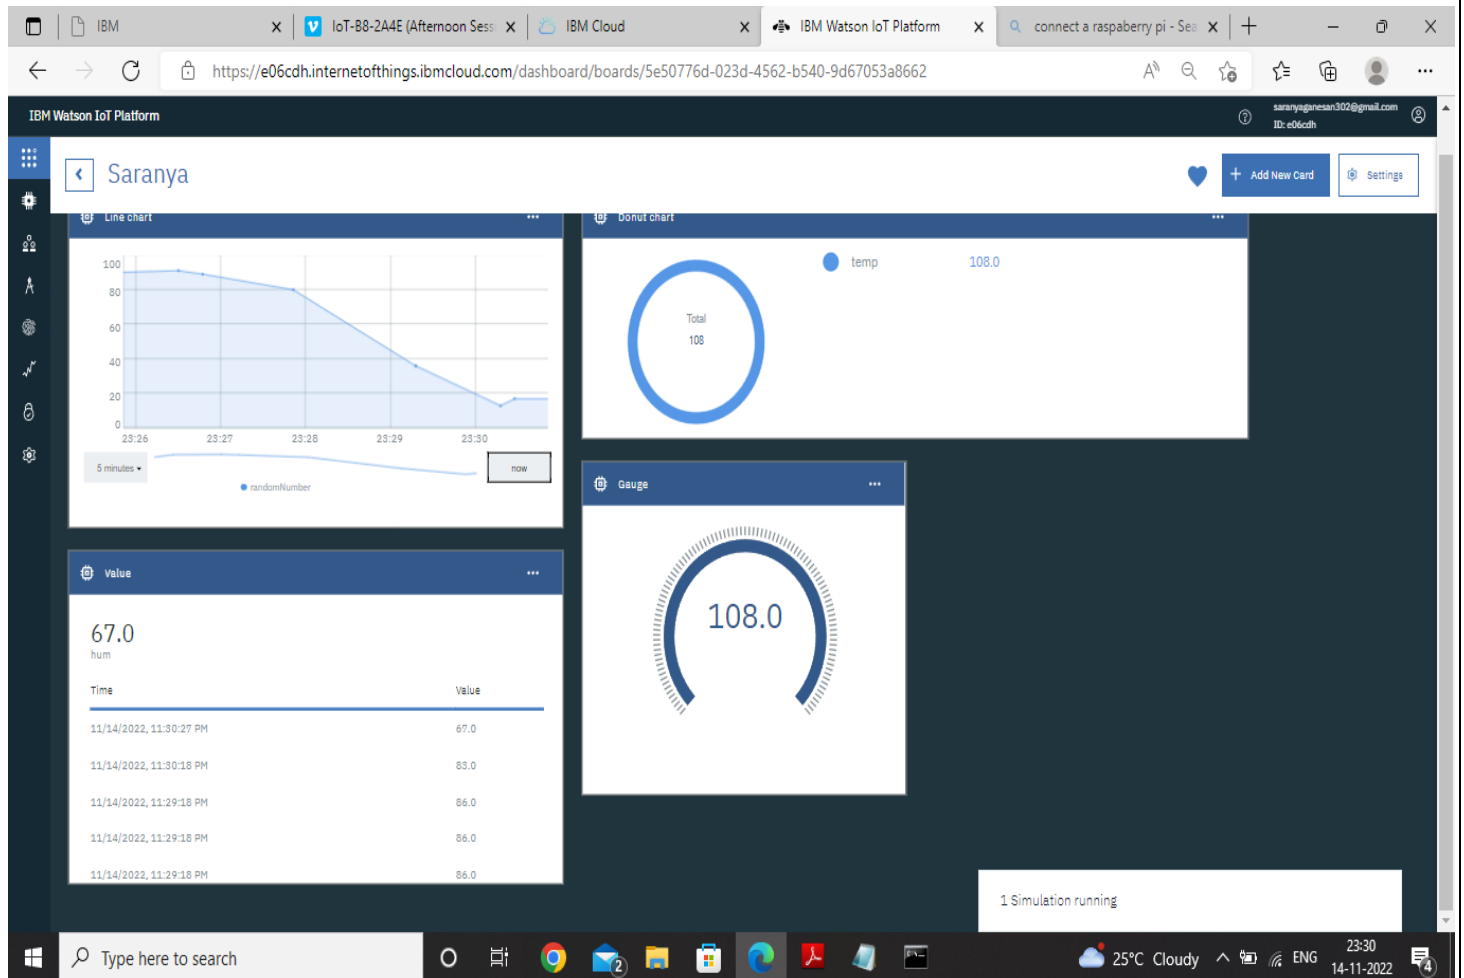 IBM
IoT-B8-2A4E (Afternoon Sess
IBM Cloud
IBM Watson IoT Platform
connect a raspaberry pi - Sea
https://e06cdh.internetofthings.ibmcloud.com/dashboard/boards/5e50776d-023d-4562-b540-9d67053a8662
IBM Watson IoT Platform
saranyaganesan302@gmail.com
ID: e06cdh
Saranya
Add New Card
Settings
Line chart
100
80
60
40
20
0
23:26 23:27 23:28 23:29 23:30
5 minutes
now
randomNumber
Donut chart
temp 108.0
Total
108
Gauge
108.0
Value
67.0
hum
Time Value
11/14/2022, 11:30:27 PM 67.0
11/14/2022, 11:30:18 PM 83.0
11/14/2022, 11:29:18 PM 86.0
11/14/2022, 11:29:18 PM 86.0
11/14/2022, 11:29:18 PM 86.0
1 Simulation running
Type here to search
2
25°C Cloudy
ENG
23:30
14-11-2022
4